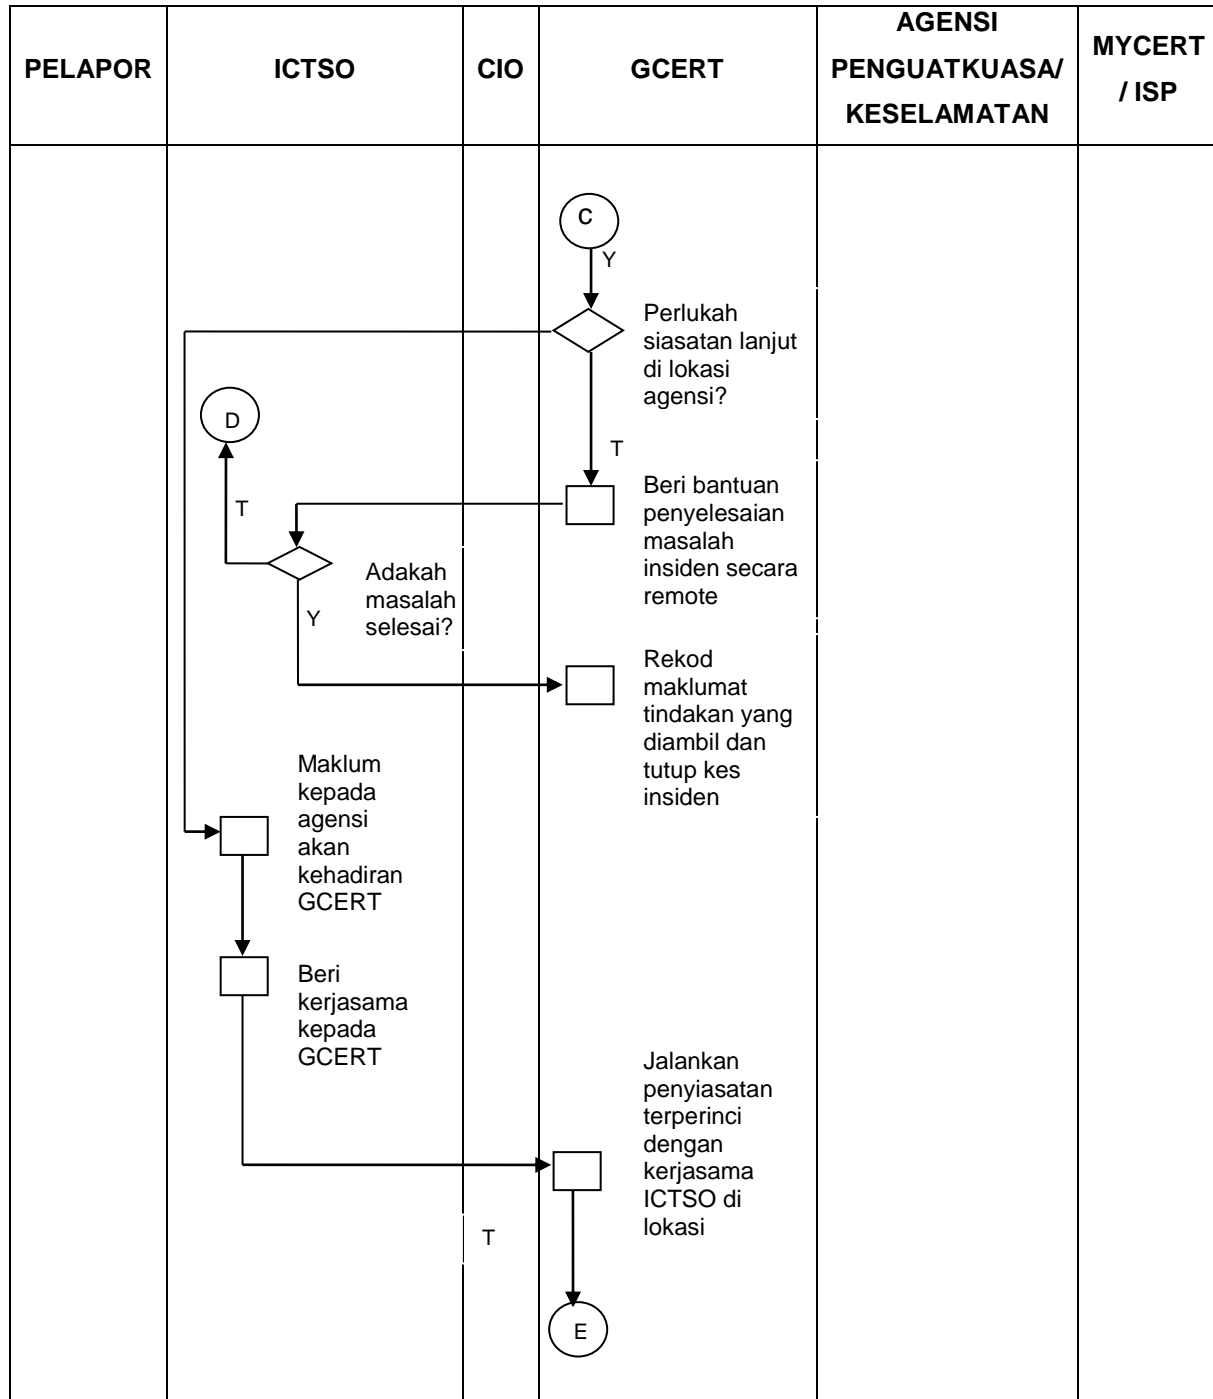 PELAPOR
ICTSO
CIO
GCERT
AGENSI
PENGUATKUASA/
KESELAMATAN
MYCERT
/ ISP
C
Y
Perlukah
siasatan lanjut
di lokasi
agensi?
D
T
T
Beri bantuan
penyelesaian
masalah
insiden secara
remote
Adakah
masalah
selesai?
Y
Rekod
maklumat
tindakan yang
diambil dan
tutup kes
insiden
Maklum
kepada
agensi
akan
kehadiran
GCERT
Beri
kerjasama
kepada
GCERT
Jalankan
penyiasatan
terperinci
dengan
kerjasama
ICTSO di
lokasi
T
E